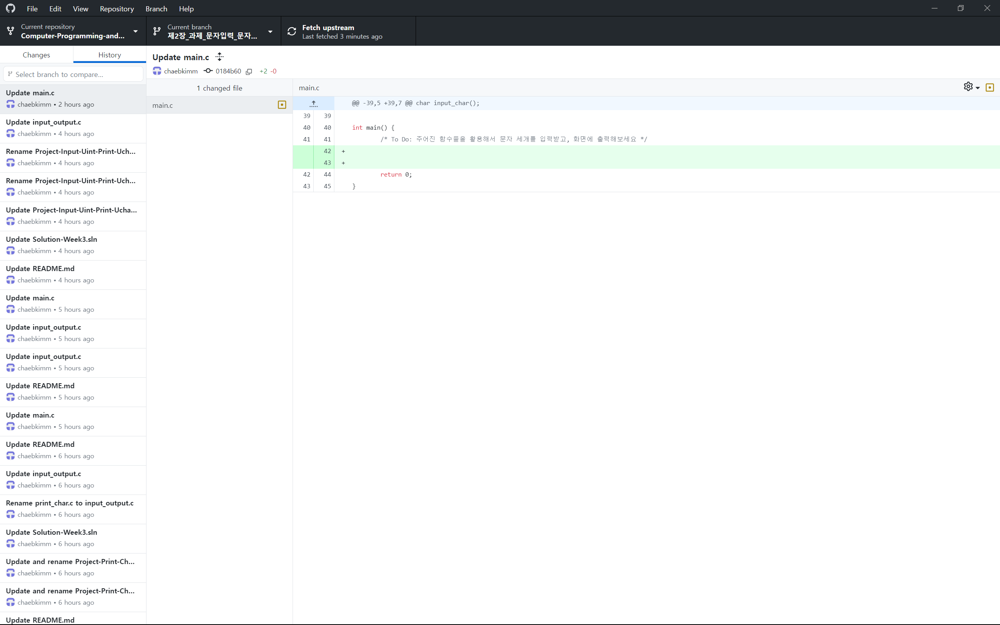 File Edit View Repository Branch Help
Current repository
Computer-Programming-and...
Current branch
제2장_과제_문자입력_문자...
Fetch upstream
Last fetched 3 minutes ago
Changes History
Select branch to compare...
Update main.c
chaebkimm • 2 hours ago
Update input_output.c
chaebkimm • 4 hours ago
Rename Project-Input-Uint-Print-Uch...
chaebkimm • 4 hours ago
Rename Project-Input-Uint-Print-Uch...
chaebkimm • 4 hours ago
Update Project-Input-Uint-Print-Ucha...
chaebkimm • 4 hours ago
Update Solution-Week3.sln
chaebkimm • 4 hours ago
Update README.md
chaebkimm • 4 hours ago
Update main.c
chaebkimm • 5 hours ago
Update input_output.c
chaebkimm • 5 hours ago
Update input_output.c
chaebkimm • 5 hours ago
Update README.md
chaebkimm • 5 hours ago
Update main.c
chaebkimm • 5 hours ago
Update README.md
chaebkimm • 6 hours ago
Update input_output.c
chaebkimm • 6 hours ago
Rename print_char.c to input_output.c
chaebkimm • 6 hours ago
Update Solution-Week3.sln
chaebkimm • 6 hours ago
Update and rename Project-Print-Ch...
chaebkimm • 6 hours ago
Update and rename Project-Print-Ch...
chaebkimm • 6 hours ago
Update README.md
Update main.c
chaebkimm 0184b60 +2 -0
1 changed file
main.c
main.c
@@ -39,5 +39,7 @@ char input_char();
39 39
40 40 int main() {
41 41 /* To Do: 주어진 함수들을 활용해서 문자 세개를 입력받고, 화면에 출력해보세요 */
42 +
43 +
42 44 return 0;
43 45 }